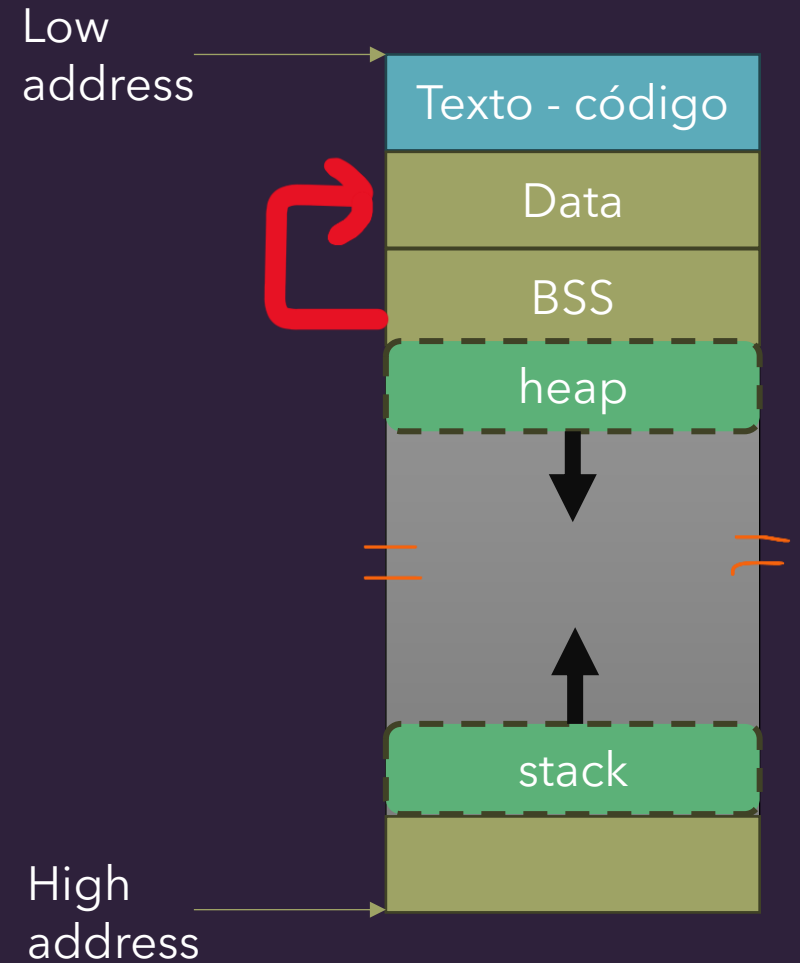 Low
address
Texto - código
Data
BSS
heap
stack
High
address